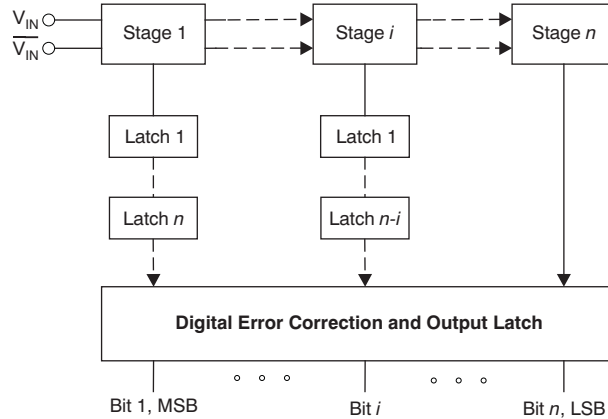 V_IN
Stage 1
Stage i
Stage n
V_IN
Latch 1
Latch 1
Latch n
Latch n-i
Digital Error Correction and Output Latch
Bit 1, MSB
Bit i
Bit n, LSB